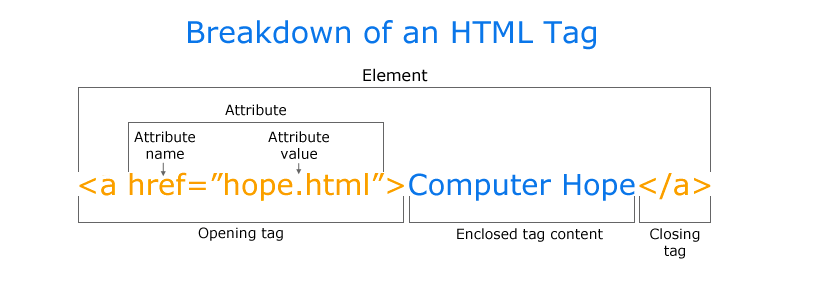 Breakdown of an HTML Tag
Element
Attribute
Attribute name
Attribute value
<a href=”hope.html”>Computer Hope</a>
Opening tag
Enclosed tag content
Closing tag